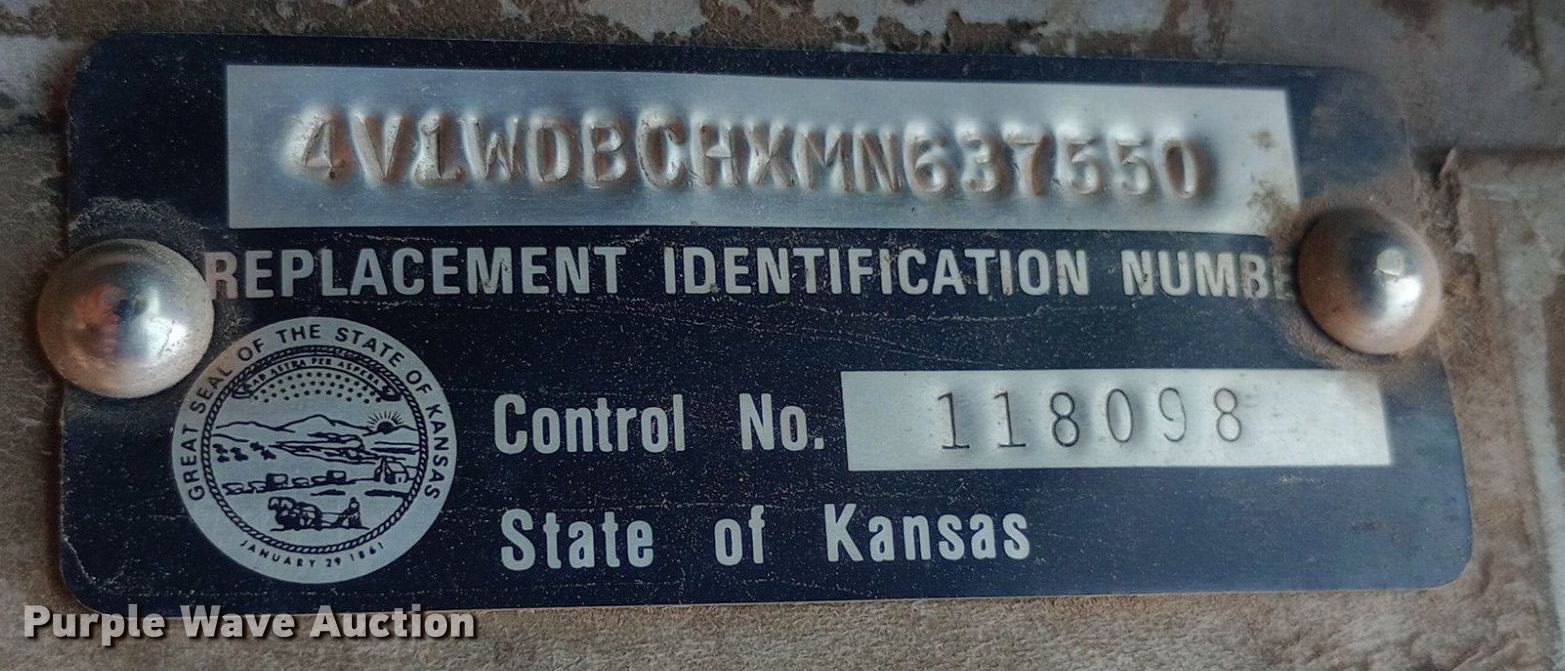 4V1WDBCHXMN637550
REPLACEMENT IDENTIFICATION NUMBE
GREAT SEAL OF THE STATE OF KANSAS
AD ASTRA PER ASPERA
JANUARY 29 1861
Control No. 118098
State of Kansas
Purple Wave Auction